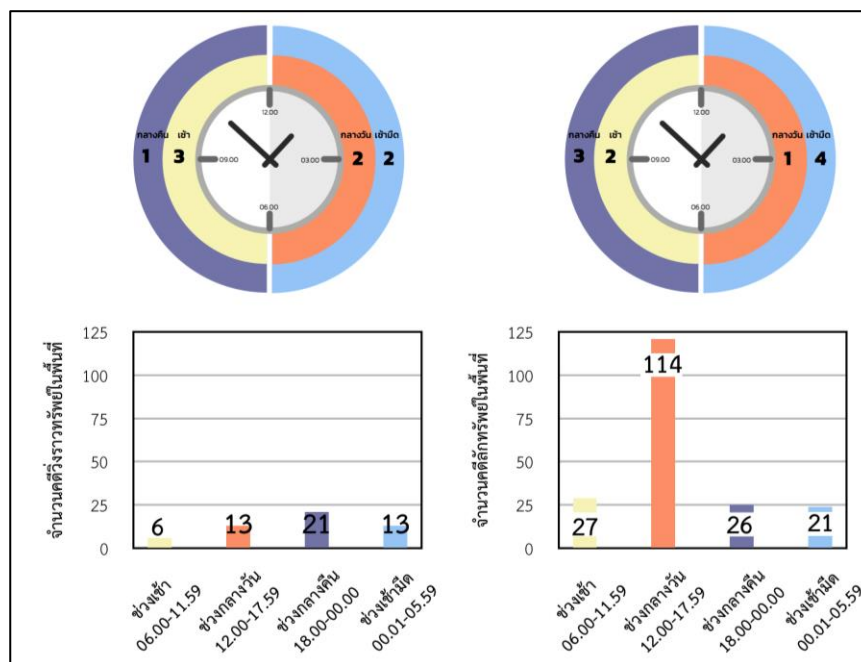 12.00
กลางคืน เช้า กลางวัน เช้ามืด
1 3 09.00 03.00 2 2
06.00
12.00
กลางคืน เช้า กลางวัน เช้ามืด
3 2 09.00 03.00 1 4
06.00
จำนวนคดีวิ่งราวทรัพย์ในพื้นที่
125
100
75
50
25
0
6 13 21 13
ช่วงเช้า
06.00-11.59
ช่วงกลางวัน
12.00-17.59
ช่วงกลางคืน
18.00-00.00
ช่วงเช้ามืด
00.01-05.59
จำนวนคดีลักทรัพย์ในพื้นที่
125
100
75
50
25
0
27 114 26 21
ช่วงเช้า
06.00-11.59
ช่วงกลางวัน
12.00-17.59
ช่วงกลางคืน
18.00-00.00
ช่วงเช้ามืด
00.01-05.59